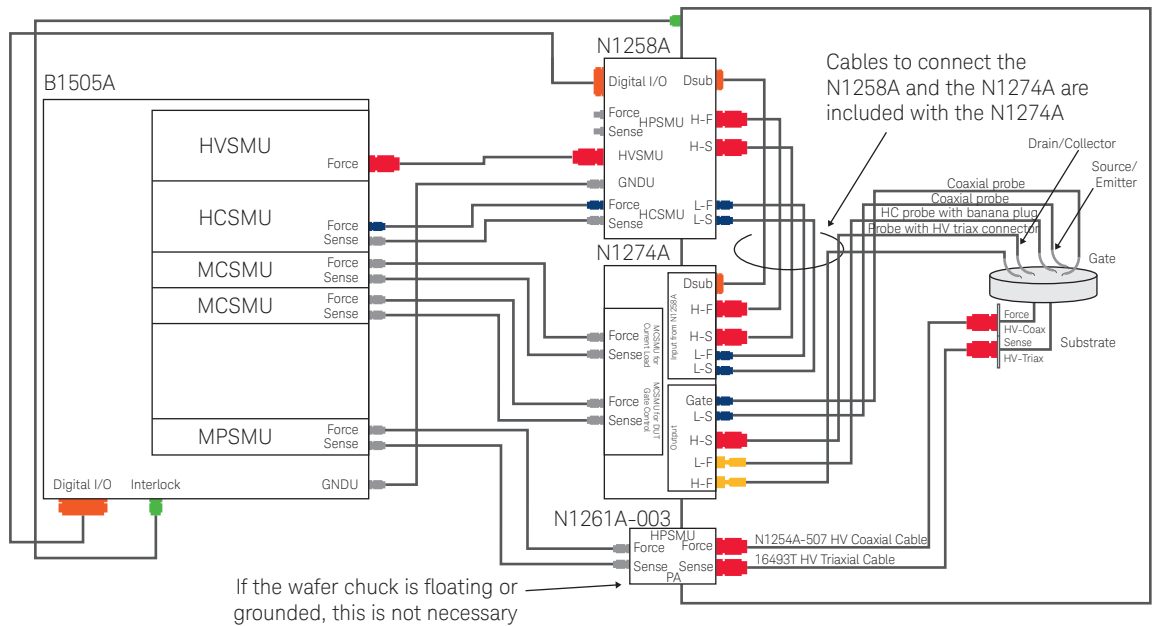 B1505A
HVSMU
Force
HCSMU
Force
Sense
MCSMU
Force
Sense
MCSMU
Force
Sense
MPSMU
Force
Sense
Digital I/O
Interlock
GNDU
N1258A
Digital I/O
Dsub
Force
Sense
HPSMU
H-F
H-S
HVSMU
GNDU
Force
Sense
HCSMU
L-F
L-S
N1274A
Dsub
Input from N1258A
H-F
H-S
L-F
L-S
Force
Sense
MCSMU for
Current Load
Force
Sense
MCSMU for DUT
Gate Control
Output
Gate
L-S
H-S
L-F
H-F
N1261A-003
HPSMU
Force
Force
Sense
Sense
PA
N1254A-507 HV Coaxial Cable
16493T HV Triaxial Cable
If the wafer chuck is floating or
grounded, this is not necessary
Cables to connect the
N1258A and the N1274A are
included with the N1274A
Drain/Collector
Source/
Emitter
Coaxial probe
Coaxial probe
HC probe with banana plug
Probe with HV triax connector
Gate
Force
HV-Coax
Sense
HV-Triax
Substrate